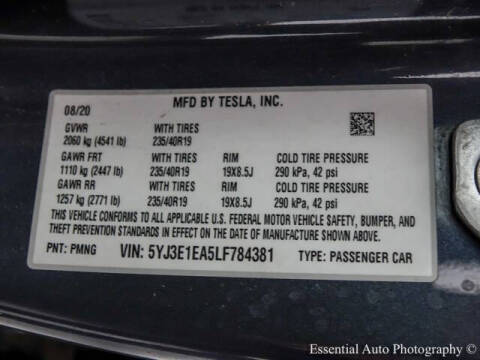 MFD BY TESLA, INC.
08/20
GVWR WITH TIRES
2060 kg (4541 lb) 235/40R19
GAWR FRT WITH TIRES RIM COLD TIRE PRESSURE
1110 kg (2447 lb) 235/40R19 19X8.5J 290 kPa, 42 psi
GAWR RR WITH TIRES RIM COLD TIRE PRESSURE
1257 kg (2771 lb) 235/40R19 19X8.5J 290 kPa, 42 psi
THIS VEHICLE CONFORMS TO ALL APPLICABLE U.S. FEDERAL MOTOR VEHICLE SAFETY, BUMPER, AND
THEFT PREVENTION STANDARDS IN EFFECT ON THE DATE OF MANUFACTURE SHOWN ABOVE.
PNT: PMNG VIN: 5YJ3E1EA5LF784381 TYPE: PASSENGER CAR
Essential Auto Photography ©